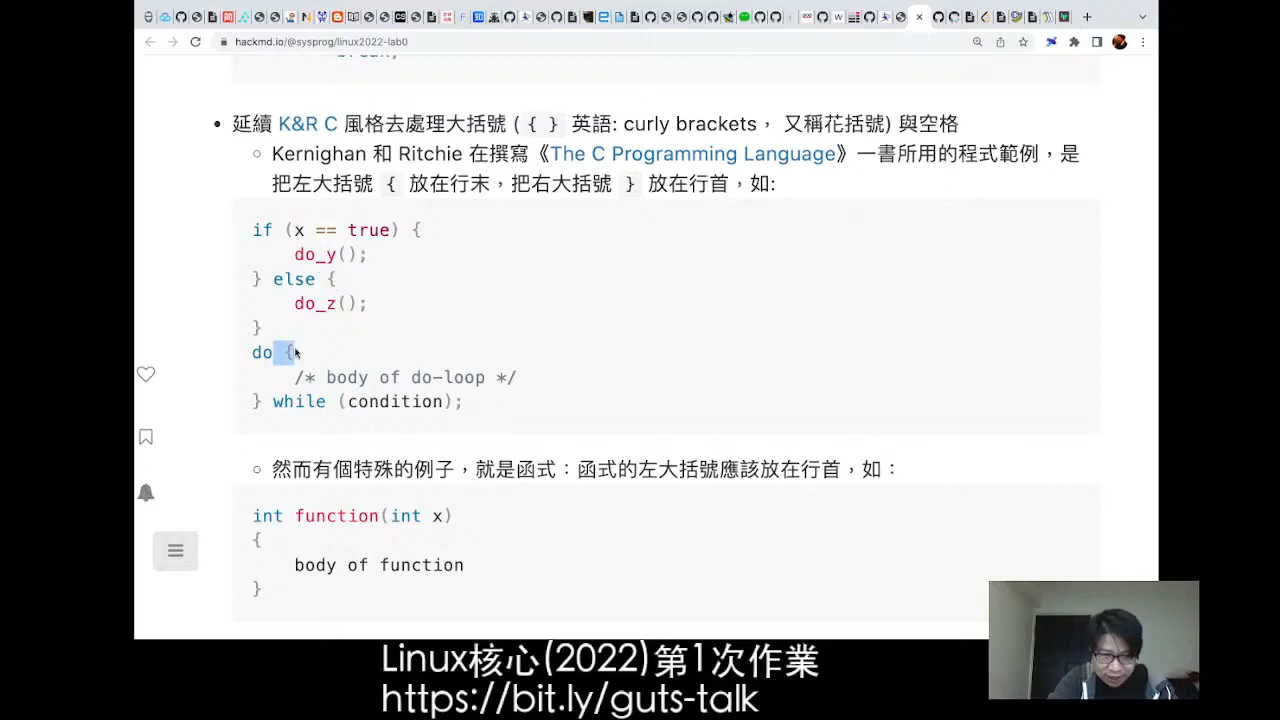 hackmd.io/@sysprog/linux2022-lab0
break;
延續 K&R C 風格去處理大括號 ( { } 英語: curly brackets， 又稱花括號) 與空格
Kernighan 和 Ritchie 在撰寫《The C Programming Language》一書所用的程式範例，是
把左大括號 { 放在行末，把右大括號 } 放在行首，如:
if (x == true) {
do_y();
} else {
do_z();
}
do {
/* body of do-loop */
} while (condition);
然而有個特殊的例子，就是函式：函式的左大括號應該放在行首，如：
int function(int x)
{
body of function
}
Linux核心(2022)第1次作業
https://bit.ly/guts-talk